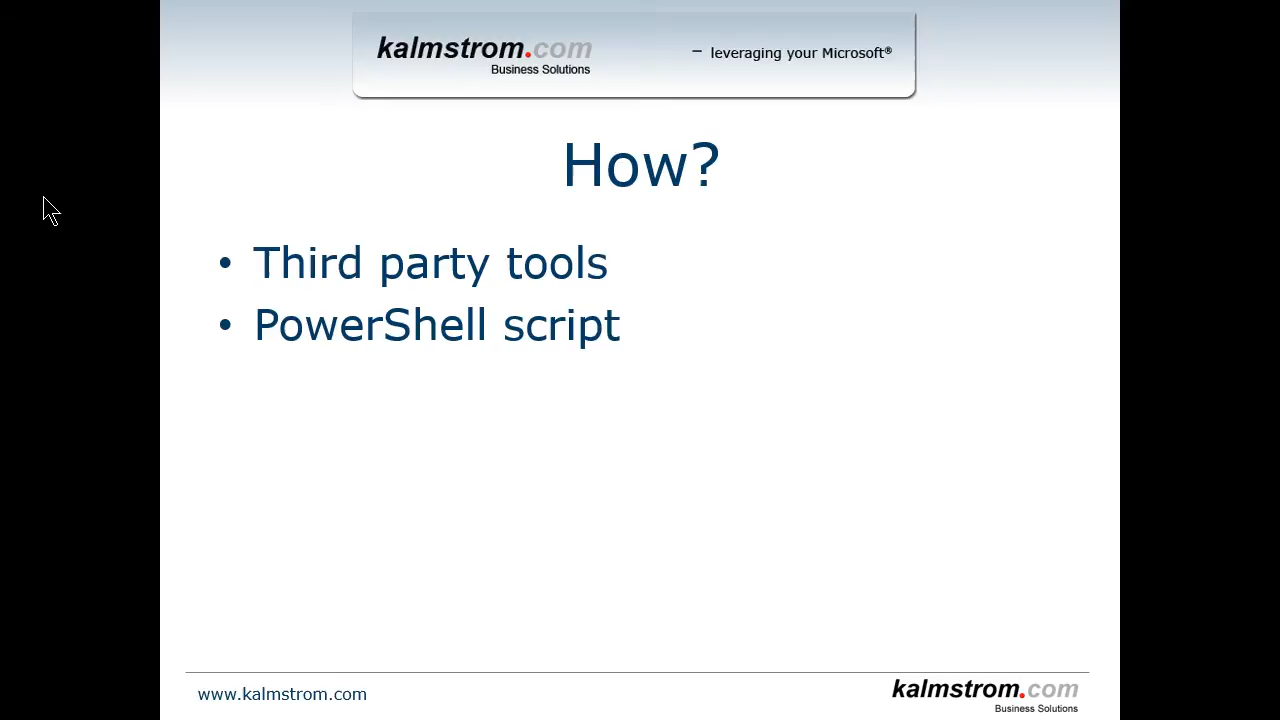 kalmstrom.com
Business Solutions
– leveraging your Microsoft®
How?
• Third party tools
• PowerShell script
www.kalmstrom.com
kalmstrom.com
Business Solutions